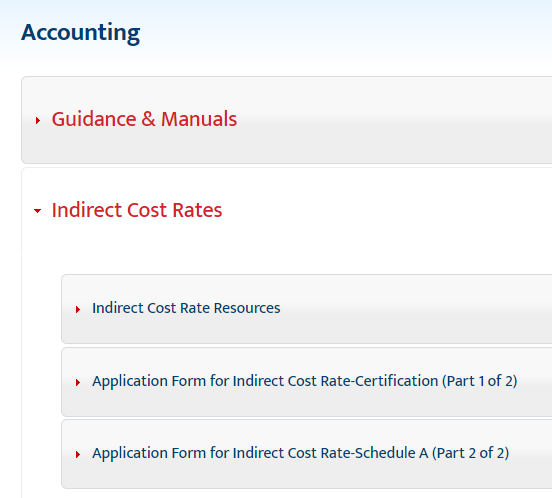 Accounting
Guidance & Manuals
Indirect Cost Rates
Indirect Cost Rate Resources
Application Form for Indirect Cost Rate-Certification (Part 1 of 2)
Application Form for Indirect Cost Rate-Schedule A (Part 2 of 2)